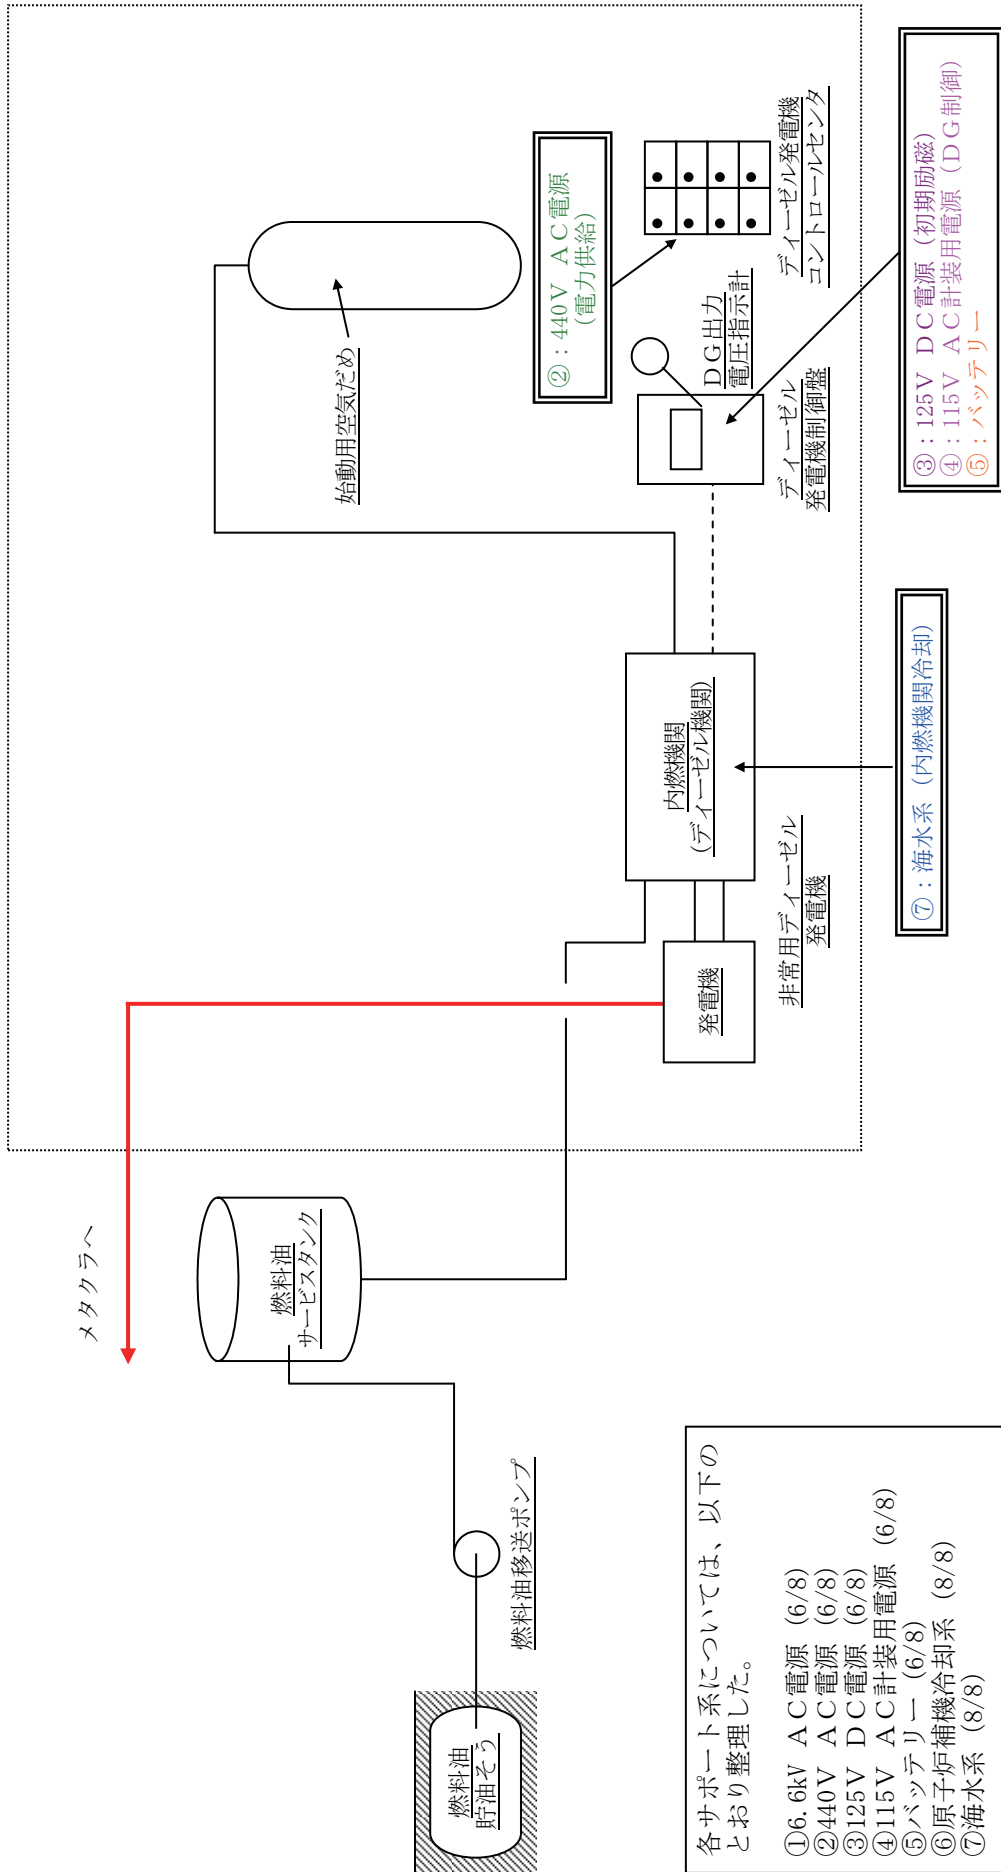 メタクラへ
燃料油
貯油そう
燃料油移送ポンプ
燃料油
サービスタンク
発電機
非常用ディーゼル
発電機
内燃機関
(ディーゼル機関)
始動用空気だめ
ディーゼル
発電機制御盤
DG出力
電圧指示計
ディーゼル発電機
コントロールセンタ
②:440V AC電源
(電力供給)
③:125V DC電源(初期励磁)
④:115V AC計装用電源(DG制御)
⑤:バッテリー
⑦:海水系(内燃機関冷却)
各サポート系については、以下の
とおり整理した。
①6.6kV AC電源(6/8)
②440V AC電源(6/8)
③125V DC電源(6/8)
④115V AC計装用電源(6/8)
⑤バッテリー(6/8)
⑥原子炉補機冷却系(8/8)
⑦海水系(8/8)